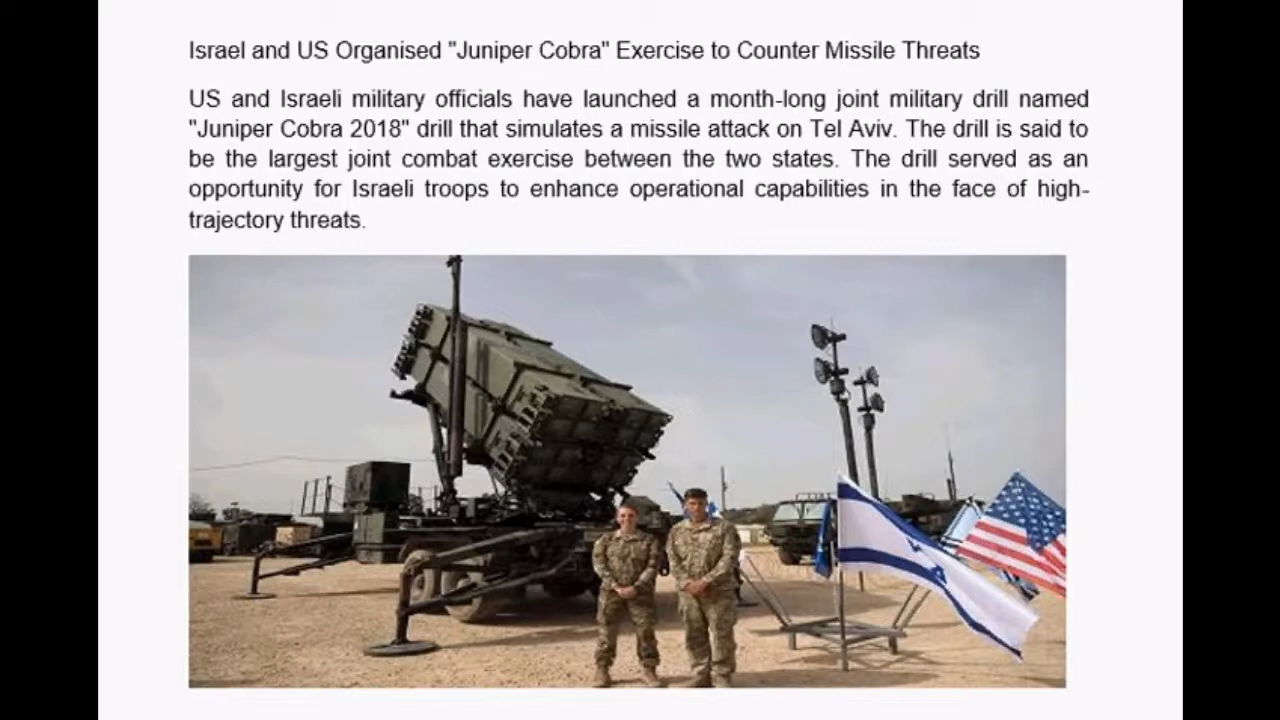 Israel and US Organised "Juniper Cobra" Exercise to Counter Missile Threats
US and Israeli military officials have launched a month-long joint military drill named
"Juniper Cobra 2018" drill that simulates a missile attack on Tel Aviv. The drill is said to
be the largest joint combat exercise between the two states. The drill served as an
opportunity for Israeli troops to enhance operational capabilities in the face of high-
trajectory threats.